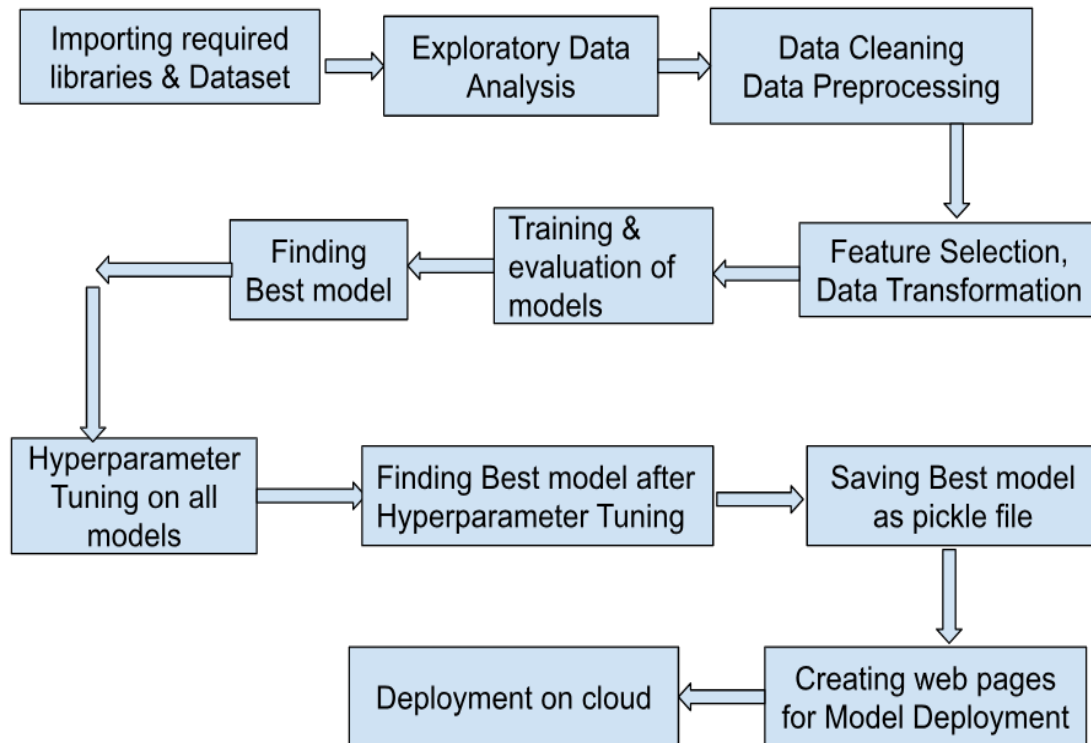 Importing required
libraries & Dataset
Exploratory Data
Analysis
Data Cleaning
Data Preprocessing
Feature Selection,
Data Transformation
Training &
evaluation of
models
Finding
Best model
Hyperparameter
Tuning on all
models
Finding Best model after
Hyperparameter Tuning
Saving Best model
as pickle file
Creating web pages
for Model Deployment
Deployment on cloud